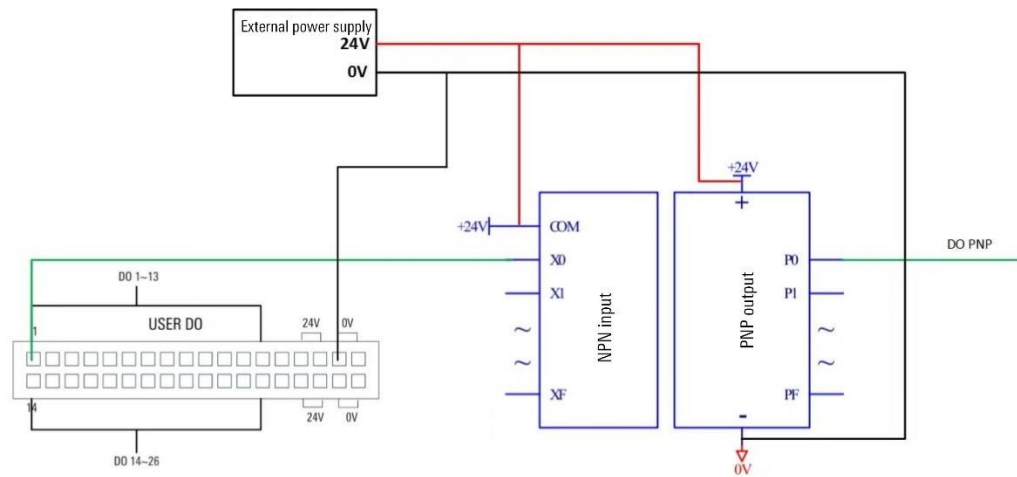 External power supply
24V
0V
+24V
+24V
COM
+
DO PNP
X0
P0
DO 1~13
X1
P1
NPN input
PNP output
1
USER DO
24V
0V
~
~
~
~
XF
PF
14
24V
0V
-
DO 14~26
0V